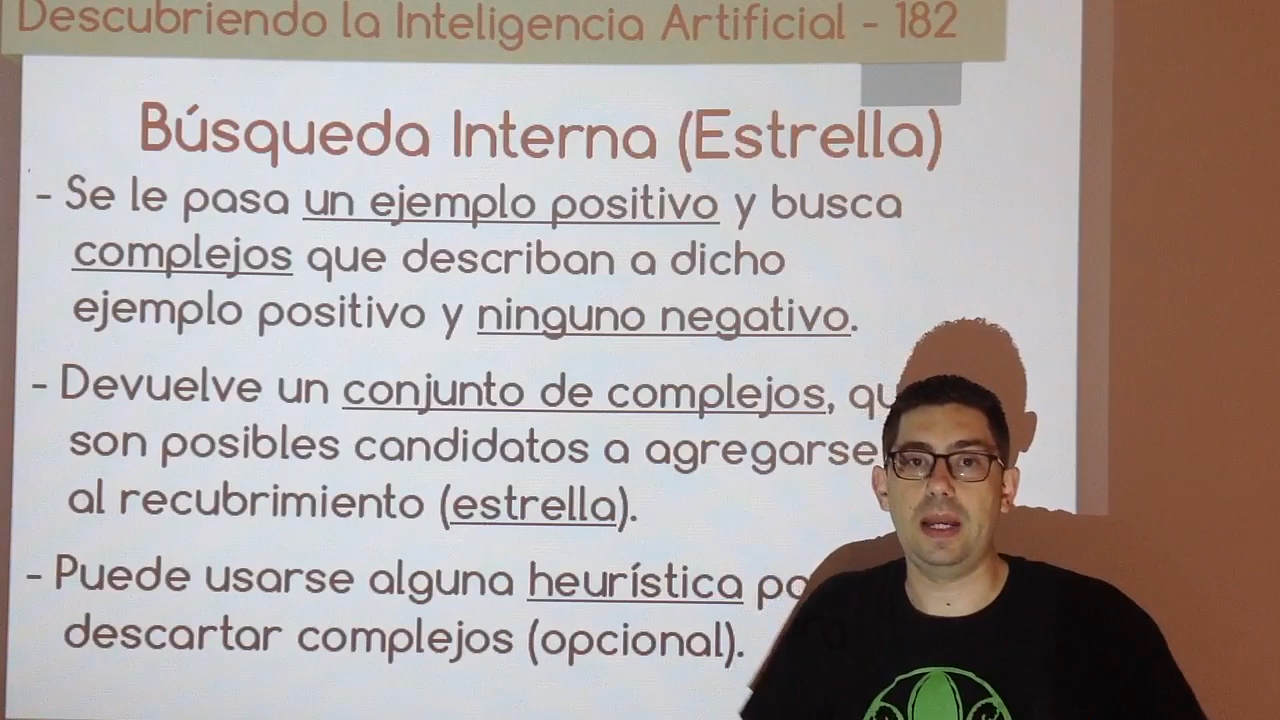 Descubriendo la Inteligencia Artificial - 182
Búsqueda Interna (Estrella)
- Se le pasa un ejemplo positivo y busca
complejos que describan a dicho
ejemplo positivo y ninguno negativo.
- Devuelve un conjunto de complejos, qu
son posibles candidatos a agregarse
al recubrimiento (estrella).
- Puede usarse alguna heurística pa
descartar complejos (opcional).